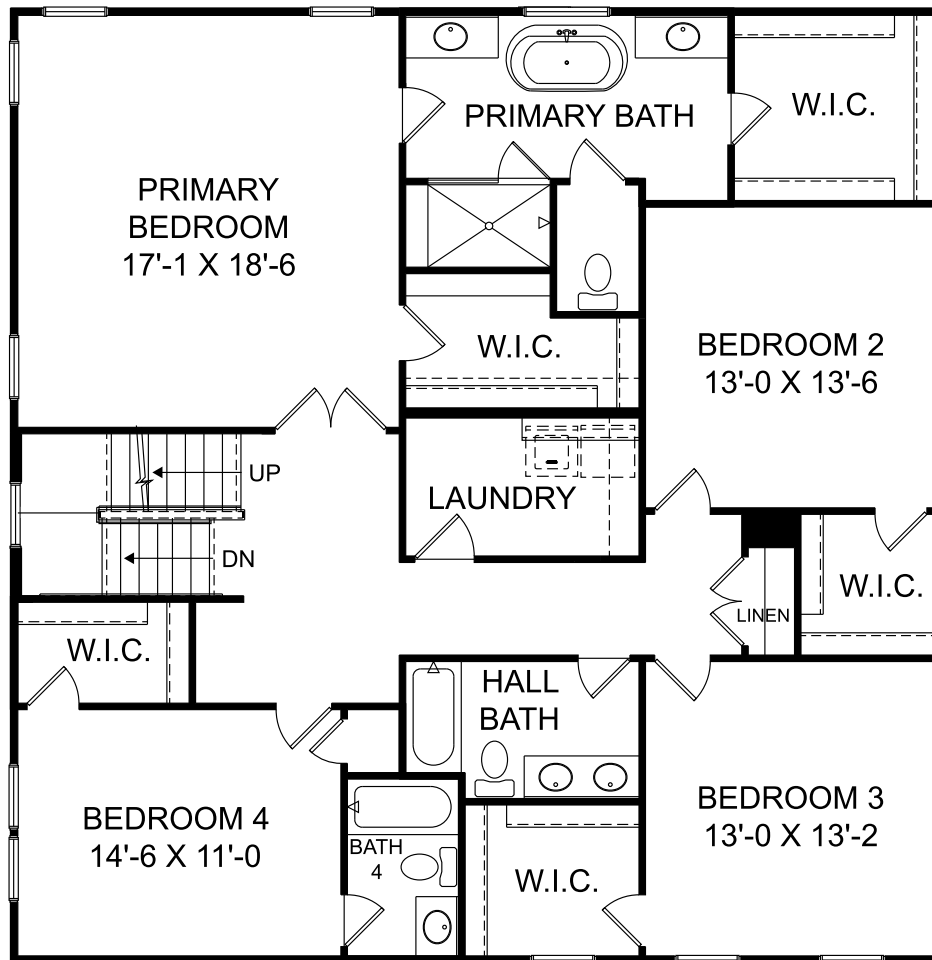 PRIMARY BATH
W.I.C.
PRIMARY
BEDROOM
17'-1 X 18'-6
W.I.C.
BEDROOM 2
13'-0 X 13'-6
UP
LAUNDRY
DN
W.I.C.
LINEN
W.I.C.
HALL
BATH
BEDROOM 4
14'-6 X 11'-0
BATH
4
BEDROOM 3
13'-0 X 13'-2
W.I.C.